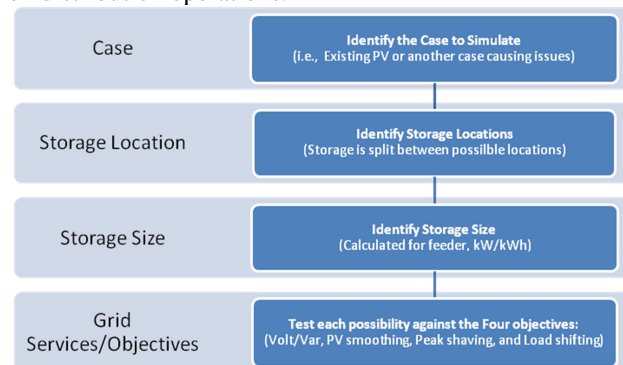 Case
Identify the Case to Simulate
(i.e., Existing PV or another case causing issues)
Storage Location
Identify Storage Locations
(Storage is split between possilble locations)
Storage Size
Identify Storage Size
(Calculated for feeder, kW/kWh)
Grid
Services/Objectives
Test each possibility against the Four objectives:
(Volt/Var, PV smoothing, Peak shaving, and Load shifting)